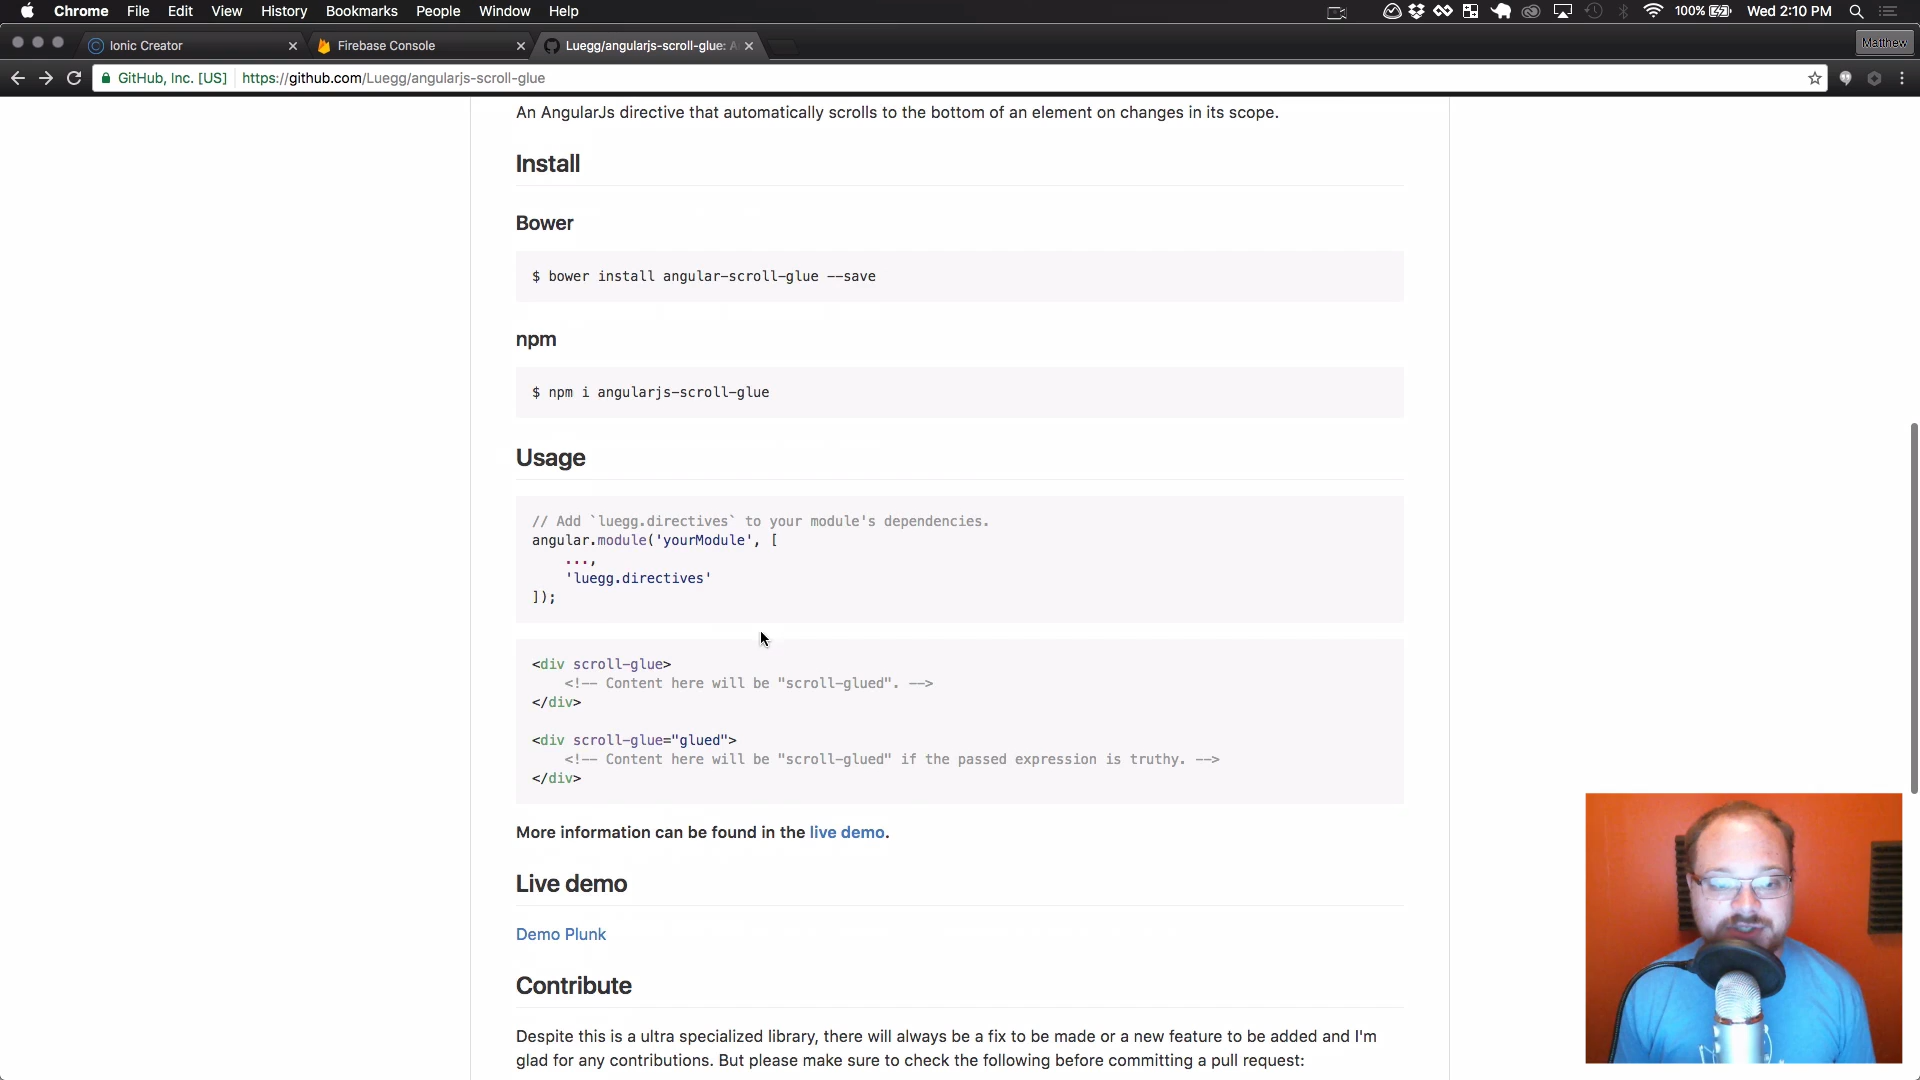 Chrome File Edit View History Bookmarks People Window Help 100% Wed 2:10 PM
Ionic Creator Firebase Console Luegg/angularjs-scroll-glue: A Matthew
GitHub, Inc. [US] https://github.com/Luegg/angularjs-scroll-glue
An AngularJs directive that automatically scrolls to the bottom of an element on changes in its scope.
Install
Bower
$ bower install angular-scroll-glue --save
npm
$ npm i angularjs-scroll-glue
Usage
// Add `luegg.directives` to your module's dependencies.
angular.module('yourModule', [
...,
'luegg.directives'
]);
<div scroll-glue>
<!-- Content here will be "scroll-glued". -->
</div>
<div scroll-glue="glued">
<!-- Content here will be "scroll-glued" if the passed expression is truthy. -->
</div>
More information can be found in the live demo.
Live demo
Demo Plunk
Contribute
Despite this is a ultra specialized library, there will always be a fix to be made or a new feature to be added and I'm
glad for any contributions. But please make sure to check the following before committing a pull request: